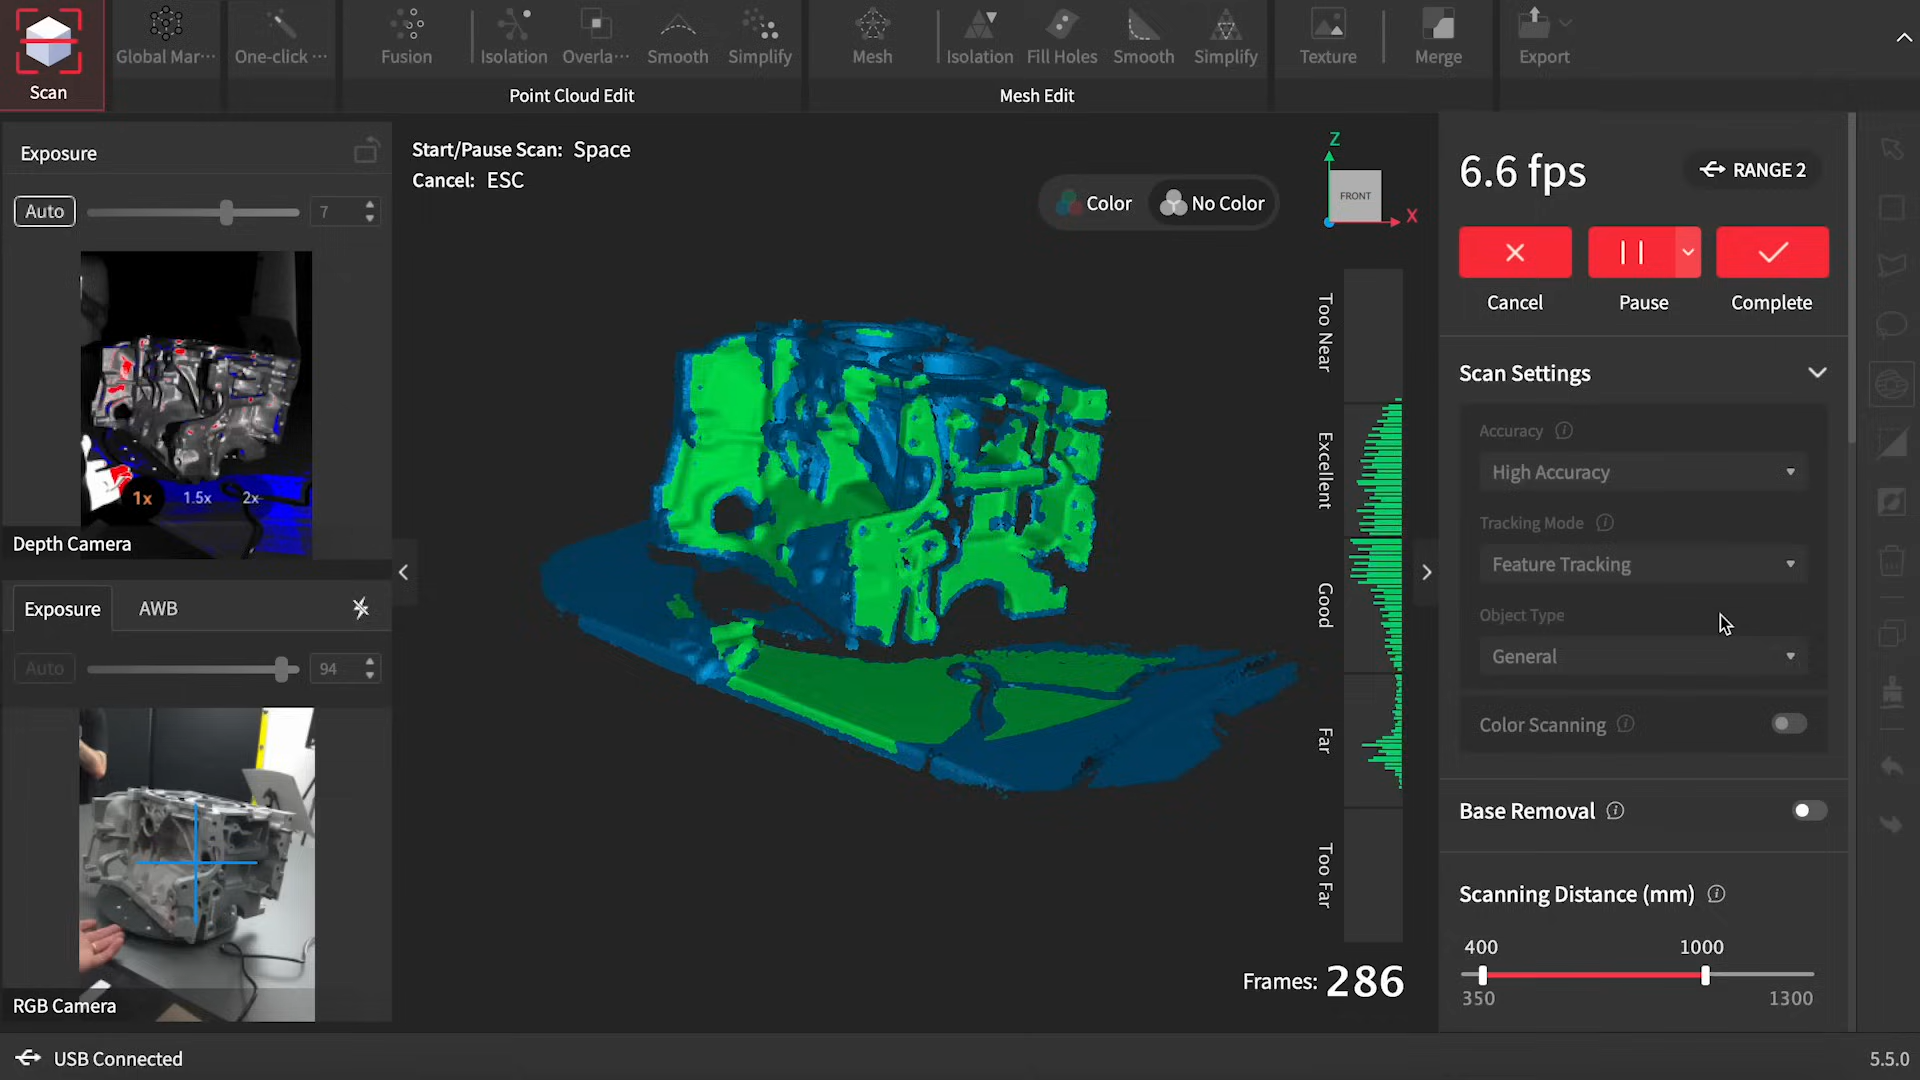 Scan
Global Mar···
One-click ···
Fusion
Isolation
Overla···
Smooth
Simplify
Point Cloud Edit
Mesh
Isolation
Fill Holes
Smooth
Simplify
Mesh Edit
Texture
Merge
Export
Exposure
Auto
7
1x 1.5x 2x
Depth Camera
Exposure AWB
Auto
94
RGB Camera
Start/Pause Scan: Space
Cancel: ESC
Color
No Color
Z
FRONT
X
Too Near
Excellent
Good
Far
Too Far
Frames: 286
6.6 fps
RANGE 2
Cancel
Pause
Complete
Scan Settings
Accuracy
High Accuracy
Tracking Mode
Feature Tracking
Object Type
General
Color Scanning
Base Removal
Scanning Distance (mm)
400 1000
350 1300
USB Connected
5.5.0